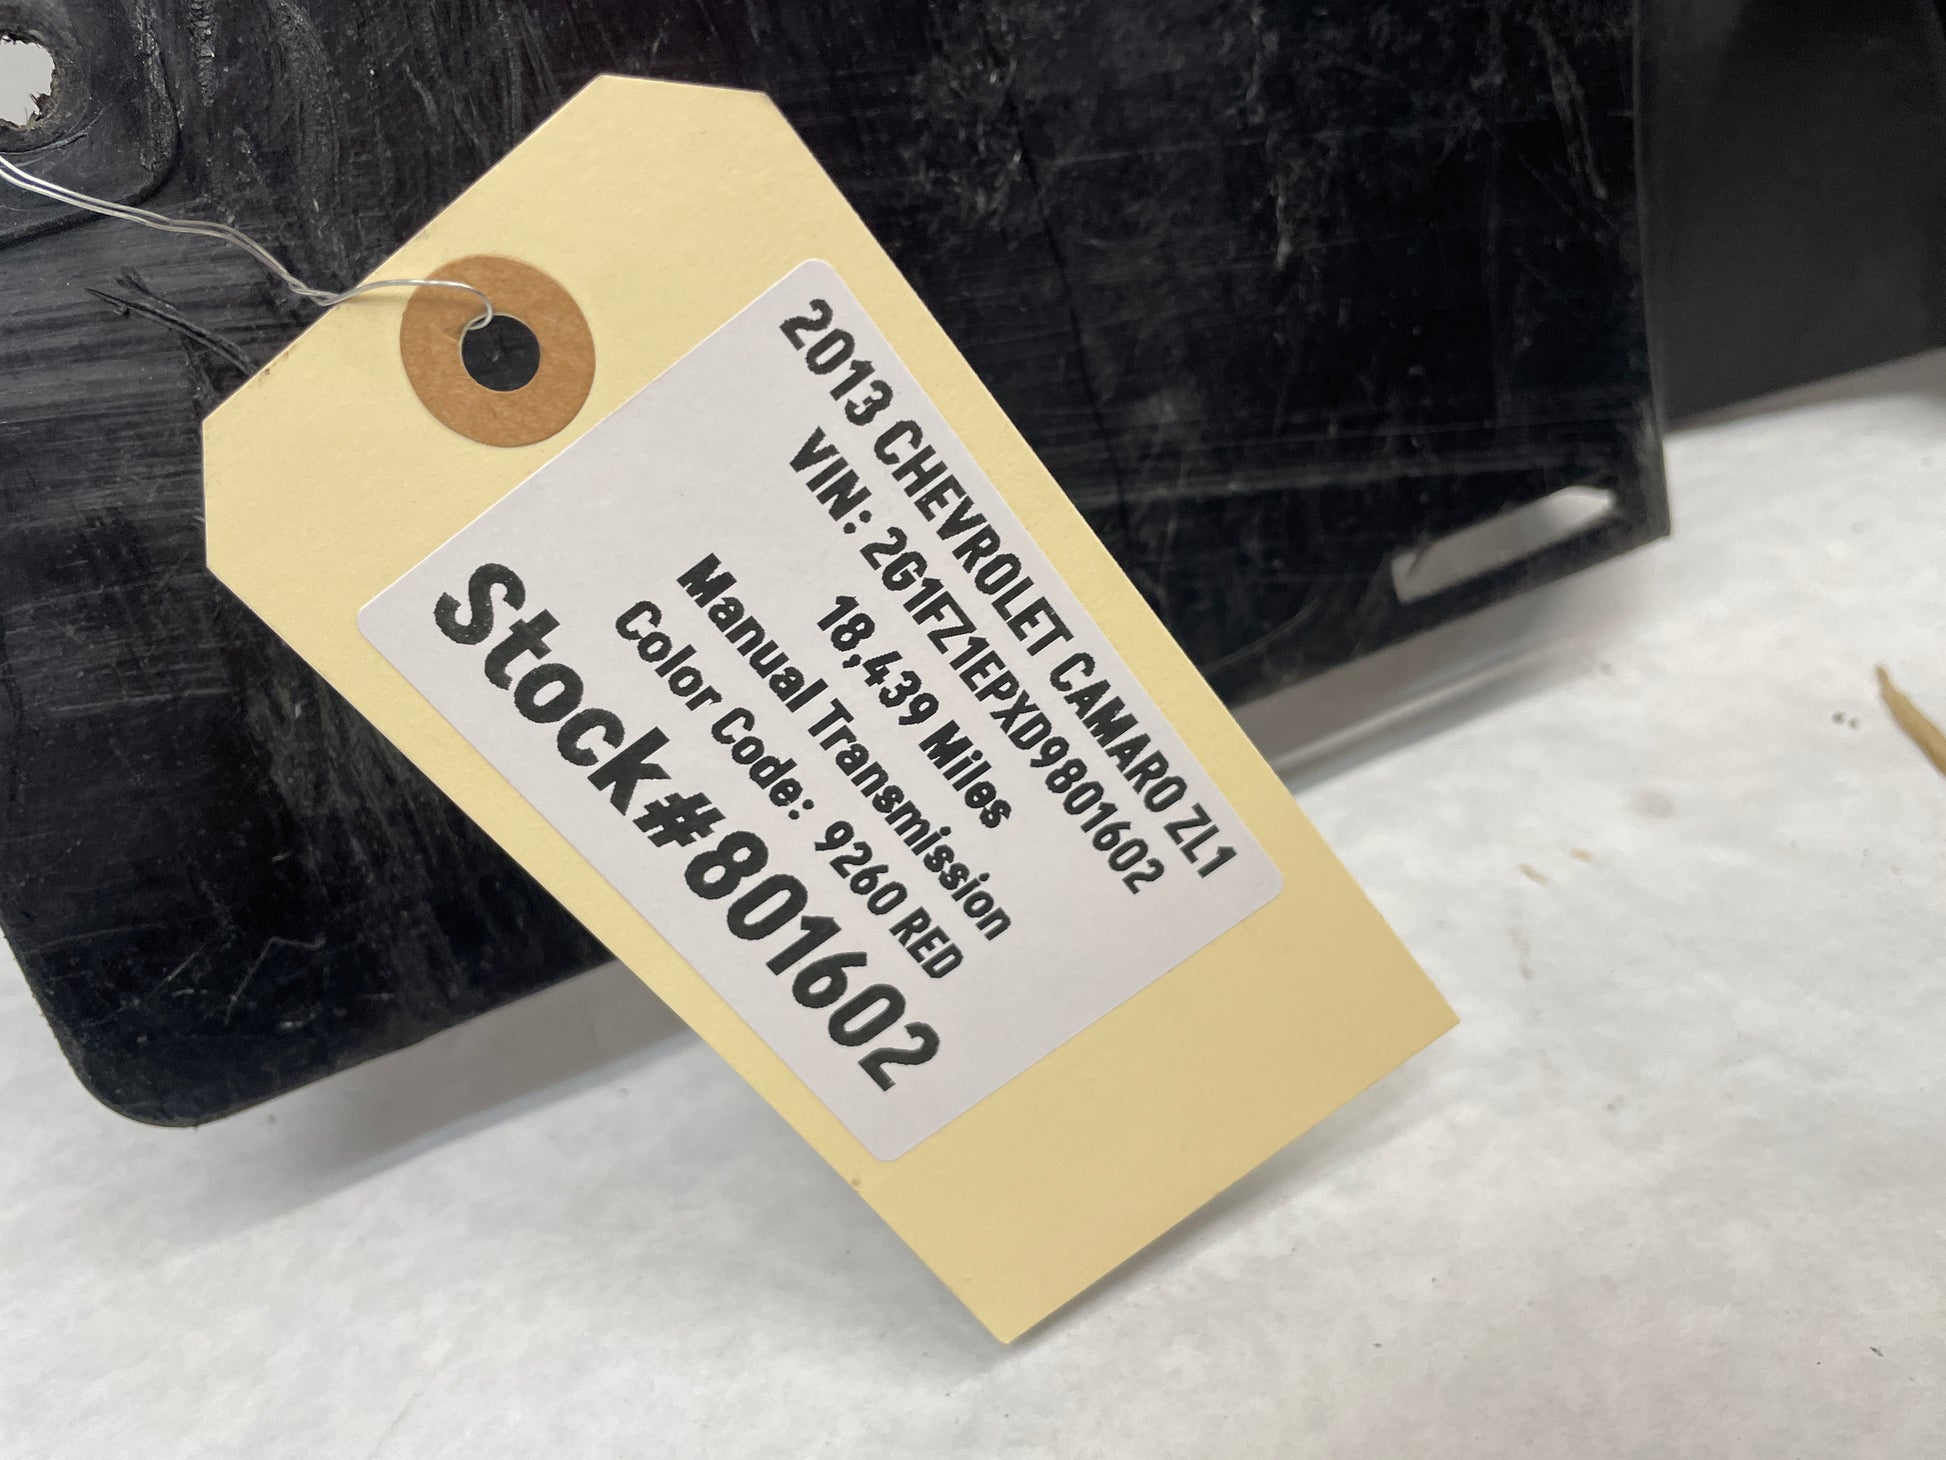 2013 CHEVROLET CAMARO ZL1
VIN: 2G1FZ1EPXD9801602
18,439 Miles
Manual Transmission
Color Code: 9260 RED
Stock#801602